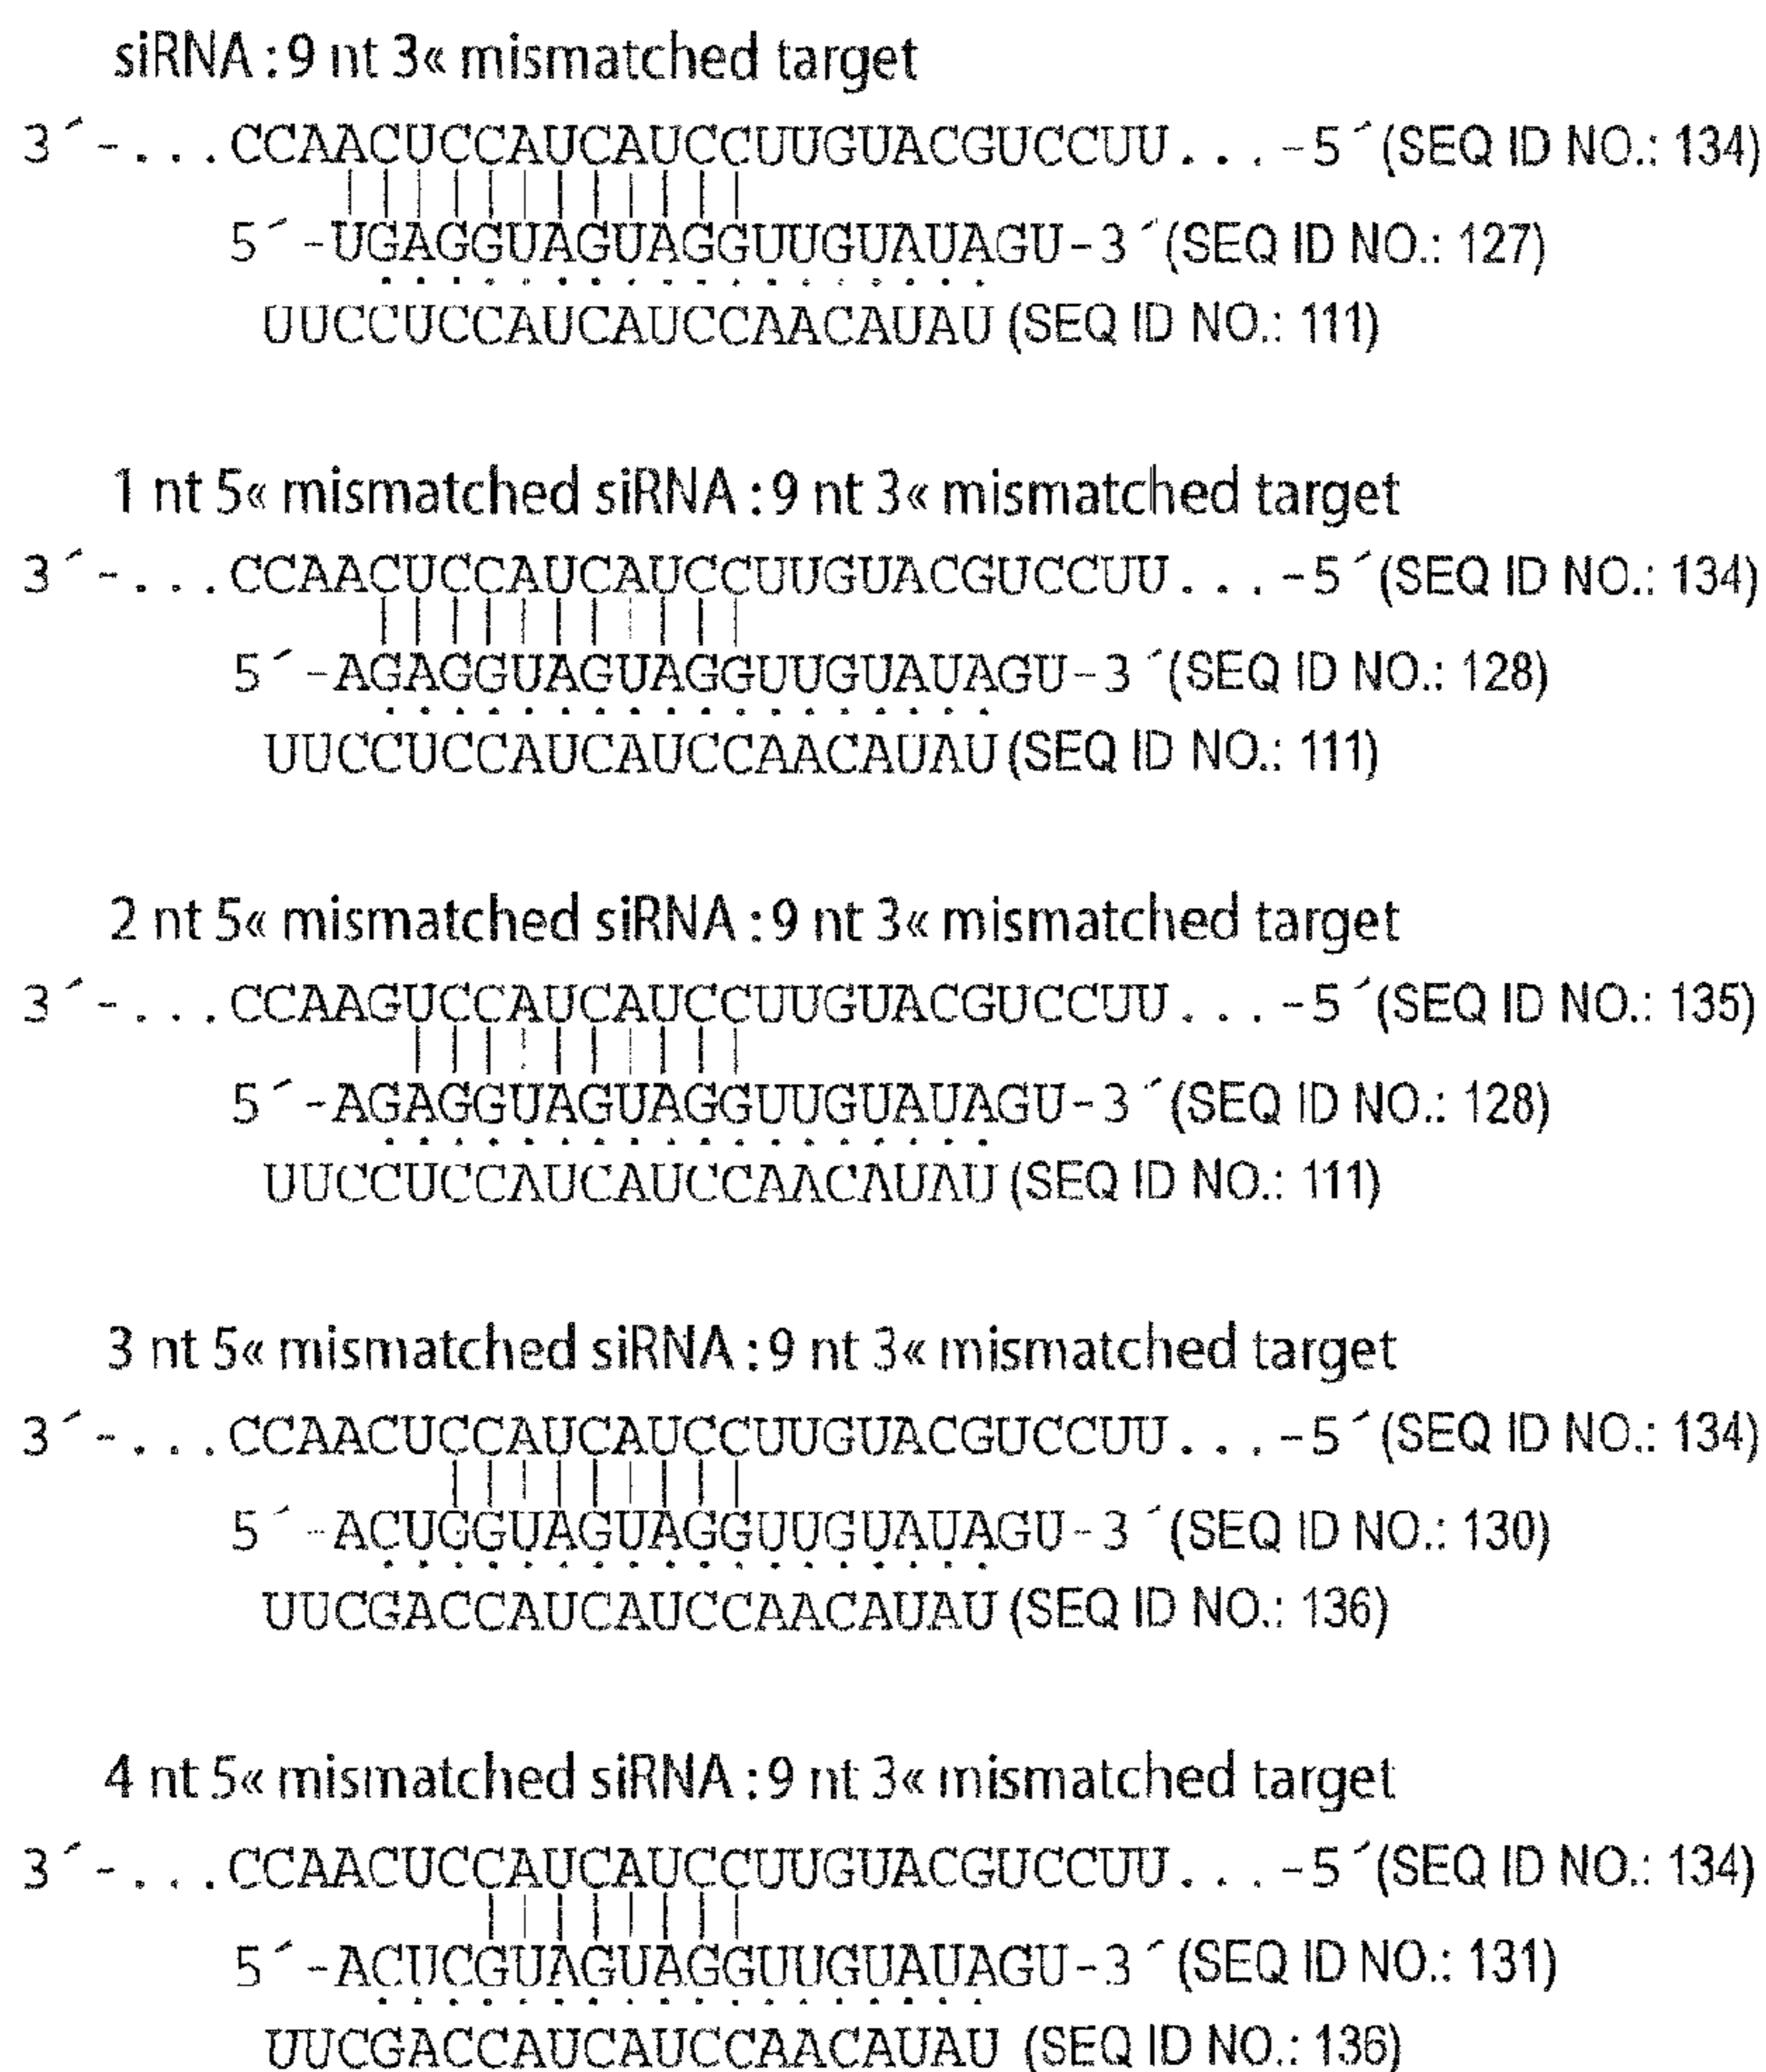 siRNA : 9 nt 3« mismatched target
3´-...CCAACUCCAUCAUCCUUGUACGUCCUU...-5´(SEQ ID NO.: 134)
5´-UGAGGUAGUAGGUUGUAUAGU-3´(SEQ ID NO.: 127)
UUCCUCCAUCAUCCAACAUAU (SEQ ID NO.: 111)
1 nt 5« mismatched siRNA : 9 nt 3« mismatched target
3´-...CCAACUCCAUCAUCCUUGUACGUCCUU...-5´(SEQ ID NO.: 134)
5´-AGAGGUAGUAGGUUGUAUAGU-3´(SEQ ID NO.: 128)
UUCCUCCAUCAUCCAACAUAU (SEQ ID NO.: 111)
2 nt 5« mismatched siRNA : 9 nt 3« mismatched target
3´-...CCAAGUCCAUCAUCCUUGUACGUCCUU...-5´(SEQ ID NO.: 135)
5´-AGAGGUAGUAGGUUGUAUAGU-3´(SEQ ID NO.: 128)
UUCCUCCAUCAUCCAACAUAU (SEQ ID NO.: 111)
3 nt 5« mismatched siRNA : 9 nt 3« mismatched target
3´-...CCAACUCCAUCAUCCUUGUACGUCCUU...-5´(SEQ ID NO.: 134)
5´-ACUGGUAGUAGGUUGUAUAGU-3´(SEQ ID NO.: 130)
UUCGACCAUCAUCCAACAUAU (SEQ ID NO.: 136)
4 nt 5« mismatched siRNA : 9 nt 3« mismatched target
3´-...CCAACUCCAUCAUCCUUGUACGUCCUU...-5´(SEQ ID NO.: 134)
5´-ACUCGUAGUAGGUUGUAUAGU-3´(SEQ ID NO.: 131)
UUCGACCAUCAUCCAACAUAU (SEQ ID NO.: 136)